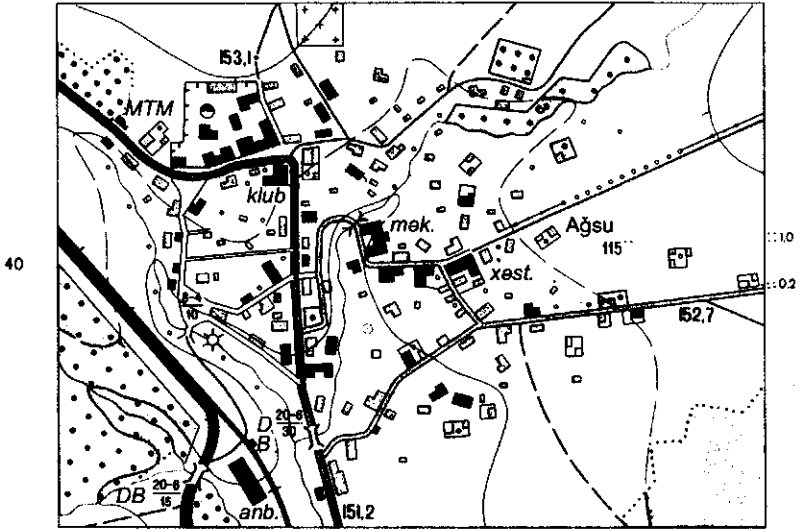 153,1
MTM
klub
mək.
Ağsu
115
1,0
xəst.
40
0,2
8-4
10
152,7
D
B
20-6
30
DB
20-6
15
anb.
151,2